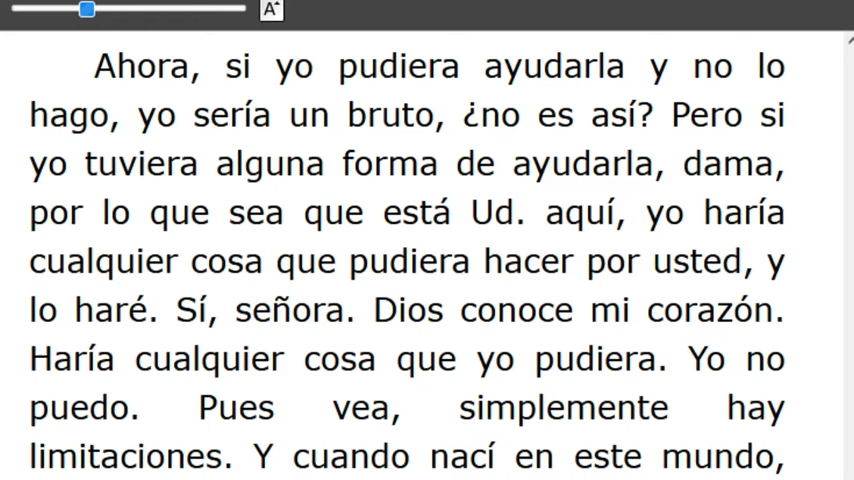 A
Ahora, si yo pudiera ayudarla y no lo
hago, yo sería un bruto, ¿no es así? Pero si
yo tuviera alguna forma de ayudarla, dama,
por lo que sea que está Ud. aquí, yo haría
cualquier cosa que pudiera hacer por usted, y
lo haré. Sí, señora. Dios conoce mi corazón.
Haría cualquier cosa que yo pudiera. Yo no
puedo. Pues vea, simplemente hay
limitaciones. Y cuando nací en este mundo,